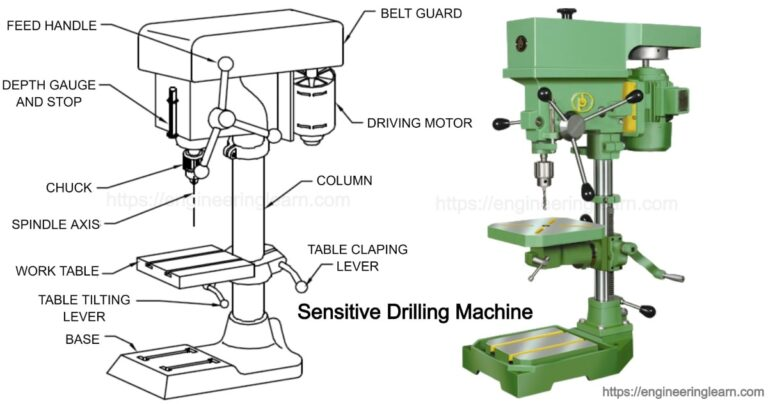 FEED HANDLE
BELT GUARD
DEPTH GAUGE
AND STOP
DRIVING MOTOR
CHUCK
COLUMN
https://engineeringlearn.com/
https://engineeringlearn.com/
SPINDLE AXIS
WORK TABLE
TABLE CLAPING
LEVER
TABLE TILTING
LEVER
Sensitive Drilling Machine
BASE
https://engineeringlearn.com/